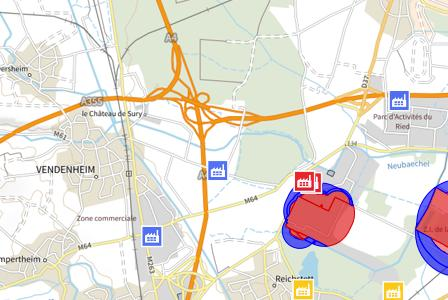 A4
ersheim
A355
le Château de Sury
D37
Parc d'Activités du
Ried
M61
LH
Neubaechel
VENDENHEIM
M64
Zone commerciale
Z.I. de la
M64
mpertheim
M263
Reichstett